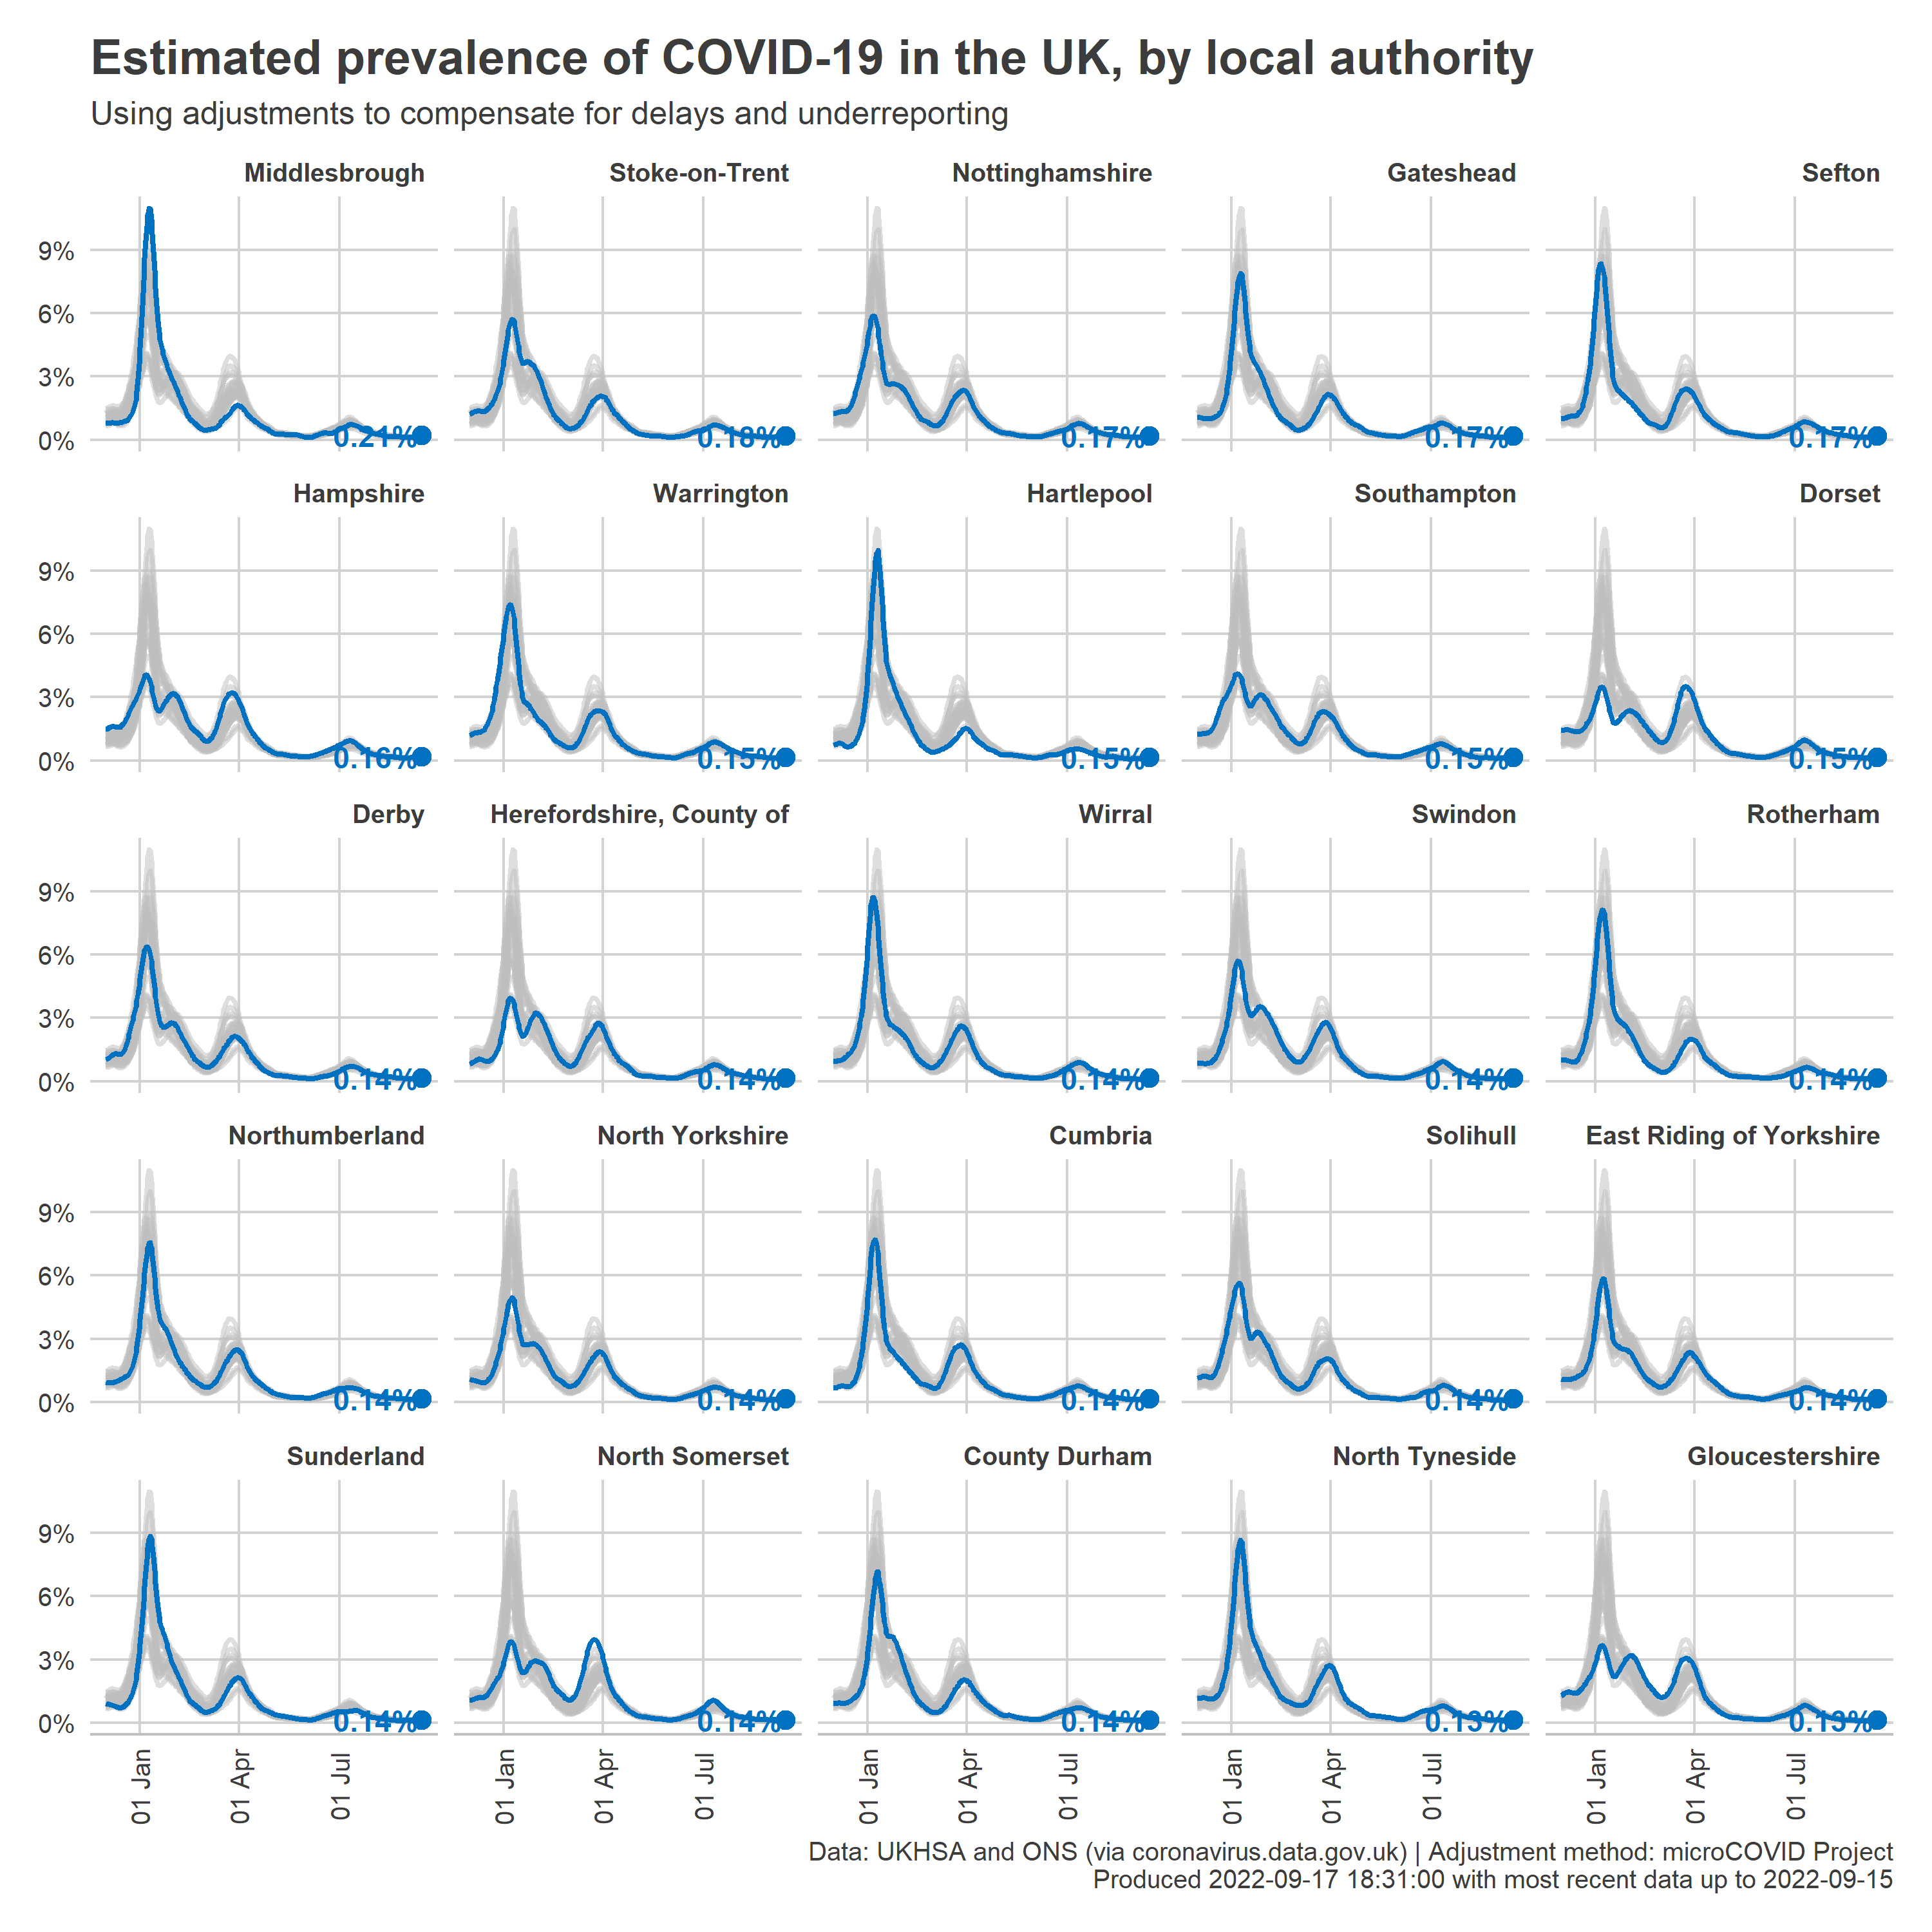 Estimated prevalence of COVID-19 in the UK, by local authority
Using adjustments to compensate for delays and underreporting
Middlesbrough Stoke-on-Trent Nottinghamshire Gateshead Sefton
9%
6%
3%
0%
0.21% 0.18% 0.17% 0.17% 0.17%
Hampshire Warrington Hartlepool Southampton Dorset
9%
6%
3%
0%
0.16% 0.15% 0.15% 0.15% 0.15%
Derby Herefordshire, County of Wirral Swindon Rotherham
9%
6%
3%
0%
0.14% 0.14% 0.14% 0.14% 0.14%
Northumberland North Yorkshire Cumbria Solihull East Riding of Yorkshire
9%
6%
3%
0%
0.14% 0.14% 0.14% 0.14% 0.14%
Sunderland North Somerset County Durham North Tyneside Gloucestershire
9%
6%
3%
0%
0.14% 0.14% 0.14% 0.13% 0.13%
01 Jan 01 Apr 01 Jul 01 Jan 01 Apr 01 Jul 01 Jan 01 Apr 01 Jul 01 Jan 01 Apr 01 Jul 01 Jan 01 Apr 01 Jul
Data: UKHSA and ONS (via coronavirus.data.gov.uk) | Adjustment method: microCOVID Project
Produced 2022-09-17 18:31:00 with most recent data up to 2022-09-15